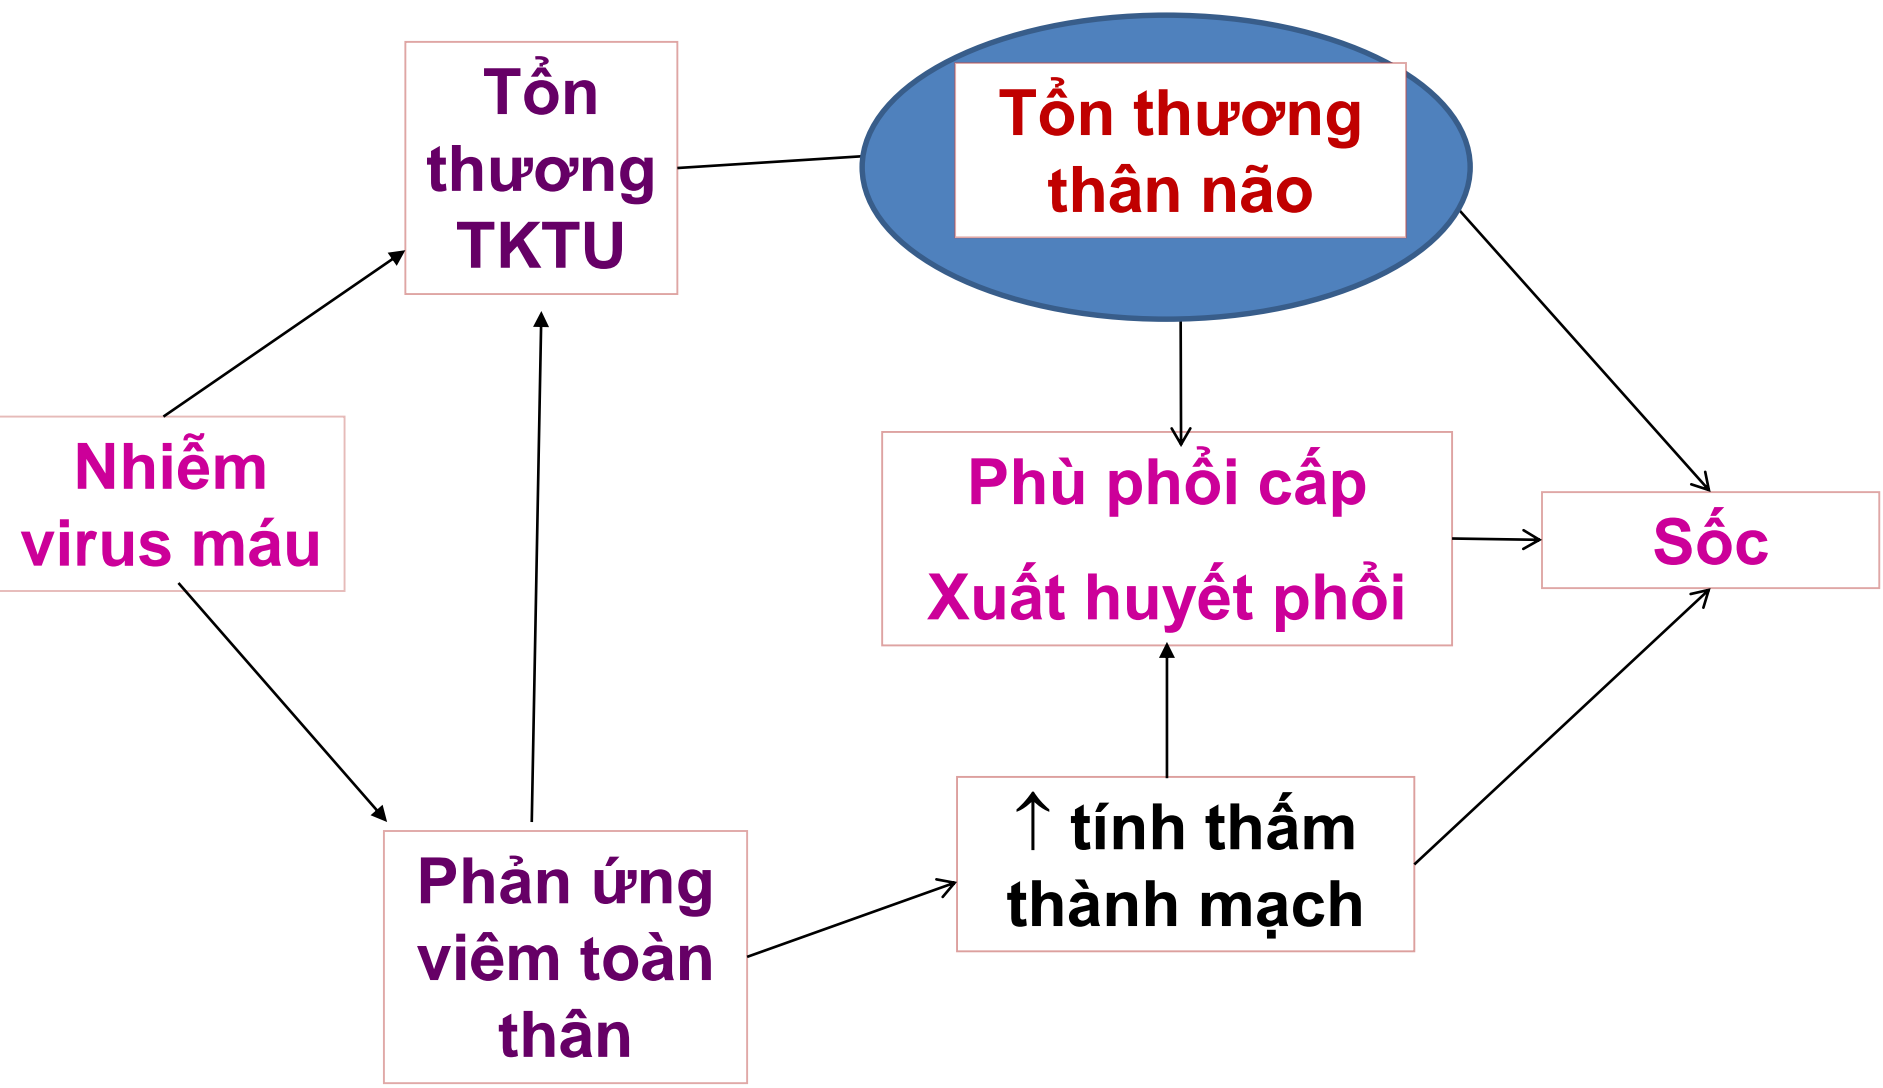 Tổn
thương
TKTU
Tổn thương
thân não
Nhiễm
virus máu
Phù phổi cấp
Xuất huyết phổi
Sốc
Phản ứng
viêm toàn
thân
↑ tính thấm
thành mạch